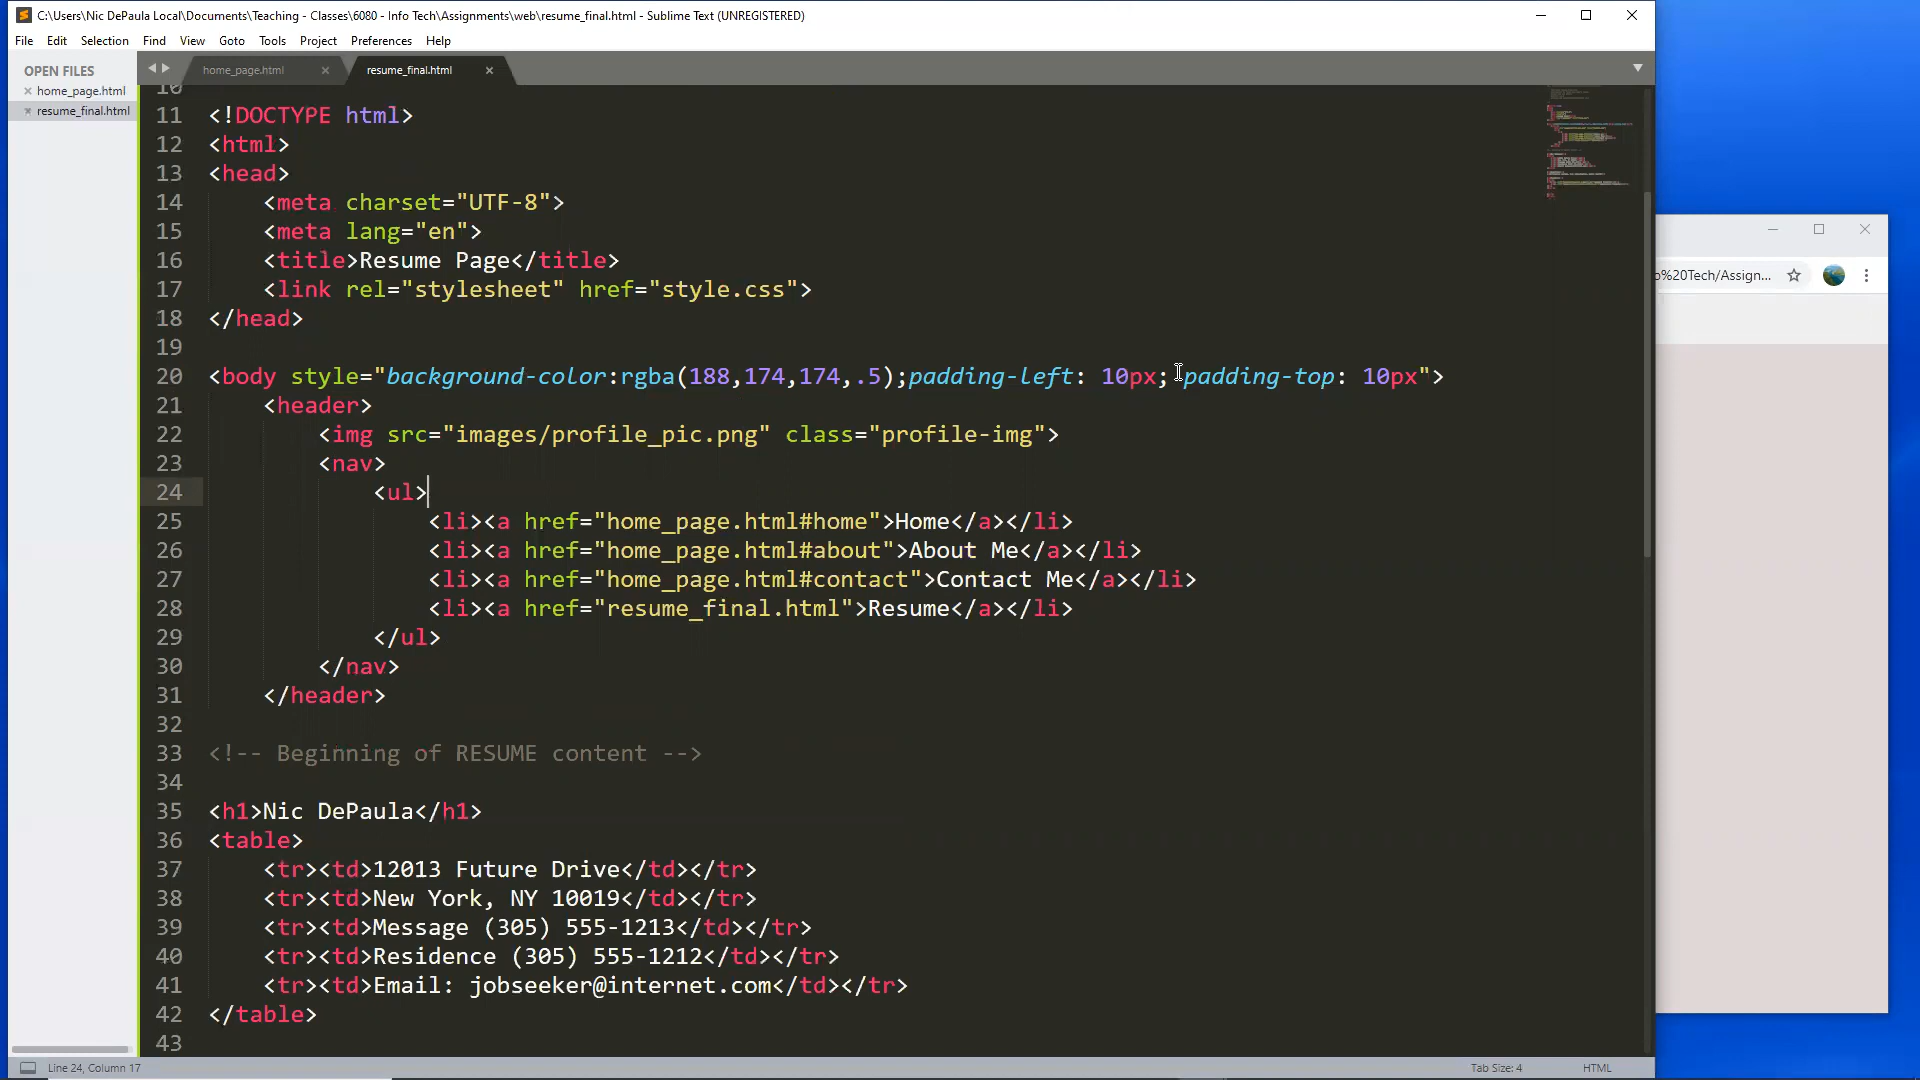 C:\Users\Nic DePaula Local\Documents\Teaching - Classes\6080 - Info Tech\Assignments\web\resume_final.html - Sublime Text (UNREGISTERED)
File Edit Selection Find View Goto Tools Project Preferences Help
OPEN FILES
home_page.html
resume_final.html
home_page.html
resume_final.html
10
11 <!DOCTYPE html>
12 <html>
13 <head>
14 <meta charset="UTF-8">
15 <meta lang="en">
16 <title>Resume Page</title>
17 <link rel="stylesheet" href="style.css">
18 </head>
19
20 <body style="background-color:rgba(188,174,174,.5);padding-left: 10px; padding-top: 10px">
21 <header>
22 <img src="images/profile_pic.png" class="profile-img">
23 <nav>
24 <ul>
25 <li><a href="home_page.html#home">Home</a></li>
26 <li><a href="home_page.html#about">About Me</a></li>
27 <li><a href="home_page.html#contact">Contact Me</a></li>
28 <li><a href="resume_final.html">Resume</a></li>
29 </ul>
30 </nav>
31 </header>
32
33 <!-- Beginning of RESUME content -->
34
35 <h1>Nic DePaula</h1>
36 <table>
37 <tr><td>12013 Future Drive</td></tr>
38 <tr><td>New York, NY 10019</td></tr>
39 <tr><td>Message (305) 555-1213</td></tr>
40 <tr><td>Residence (305) 555-1212</td></tr>
41 <tr><td>Email: jobseeker@internet.com</td></tr>
42 </table>
43
o%20Tech/Assign...
Line 24, Column 17
Tab Size: 4
HTML